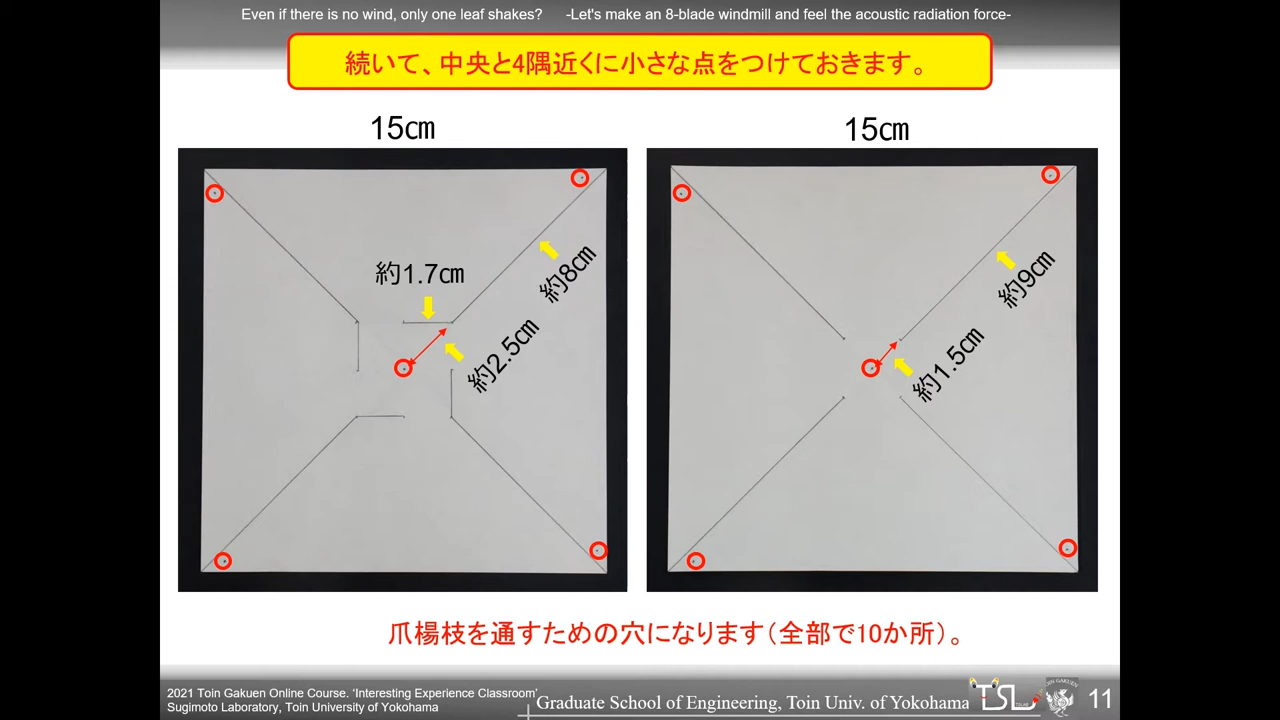 Even if there is no wind, only one leaf shakes? -Let's make an 8-blade windmill and feel the acoustic radiation force-
続いて、中央と4隅近くに小さな点をつけておきます。
15cm
15cm
約1.7cm
約8cm
約2.5cm
約9cm
約1.5cm
爪楊枝を通すための穴になります（全部で10か所）。
2021 Toin Gakuen Online Course. ‘Interesting Experience Classroom’
Sugimoto Laboratory, Toin University of Yokohama
Graduate School of Engineering, Toin Univ. of Yokohama
TSL
11